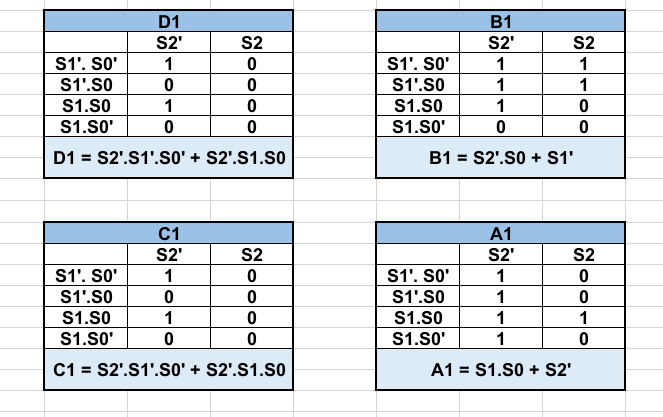 D1
S2' S2
S1'. S0' 1 0
S1'.S0 0 0
S1.S0 1 0
S1.S0' 0 0
D1 = S2'.S1'.S0' + S2'.S1.S0
B1
S2' S2
S1'. S0' 1 1
S1'.S0 1 1
S1.S0 1 0
S1.S0' 0 0
B1 = S2'.S0 + S1'
C1
S2' S2
S1'. S0' 1 0
S1'.S0 0 0
S1.S0 1 0
S1.S0' 0 0
C1 = S2'.S1'.S0' + S2'.S1.S0
A1
S2' S2
S1'. S0' 1 0
S1'.S0 1 0
S1.S0 1 1
S1.S0' 1 0
A1 = S1.S0 + S2'